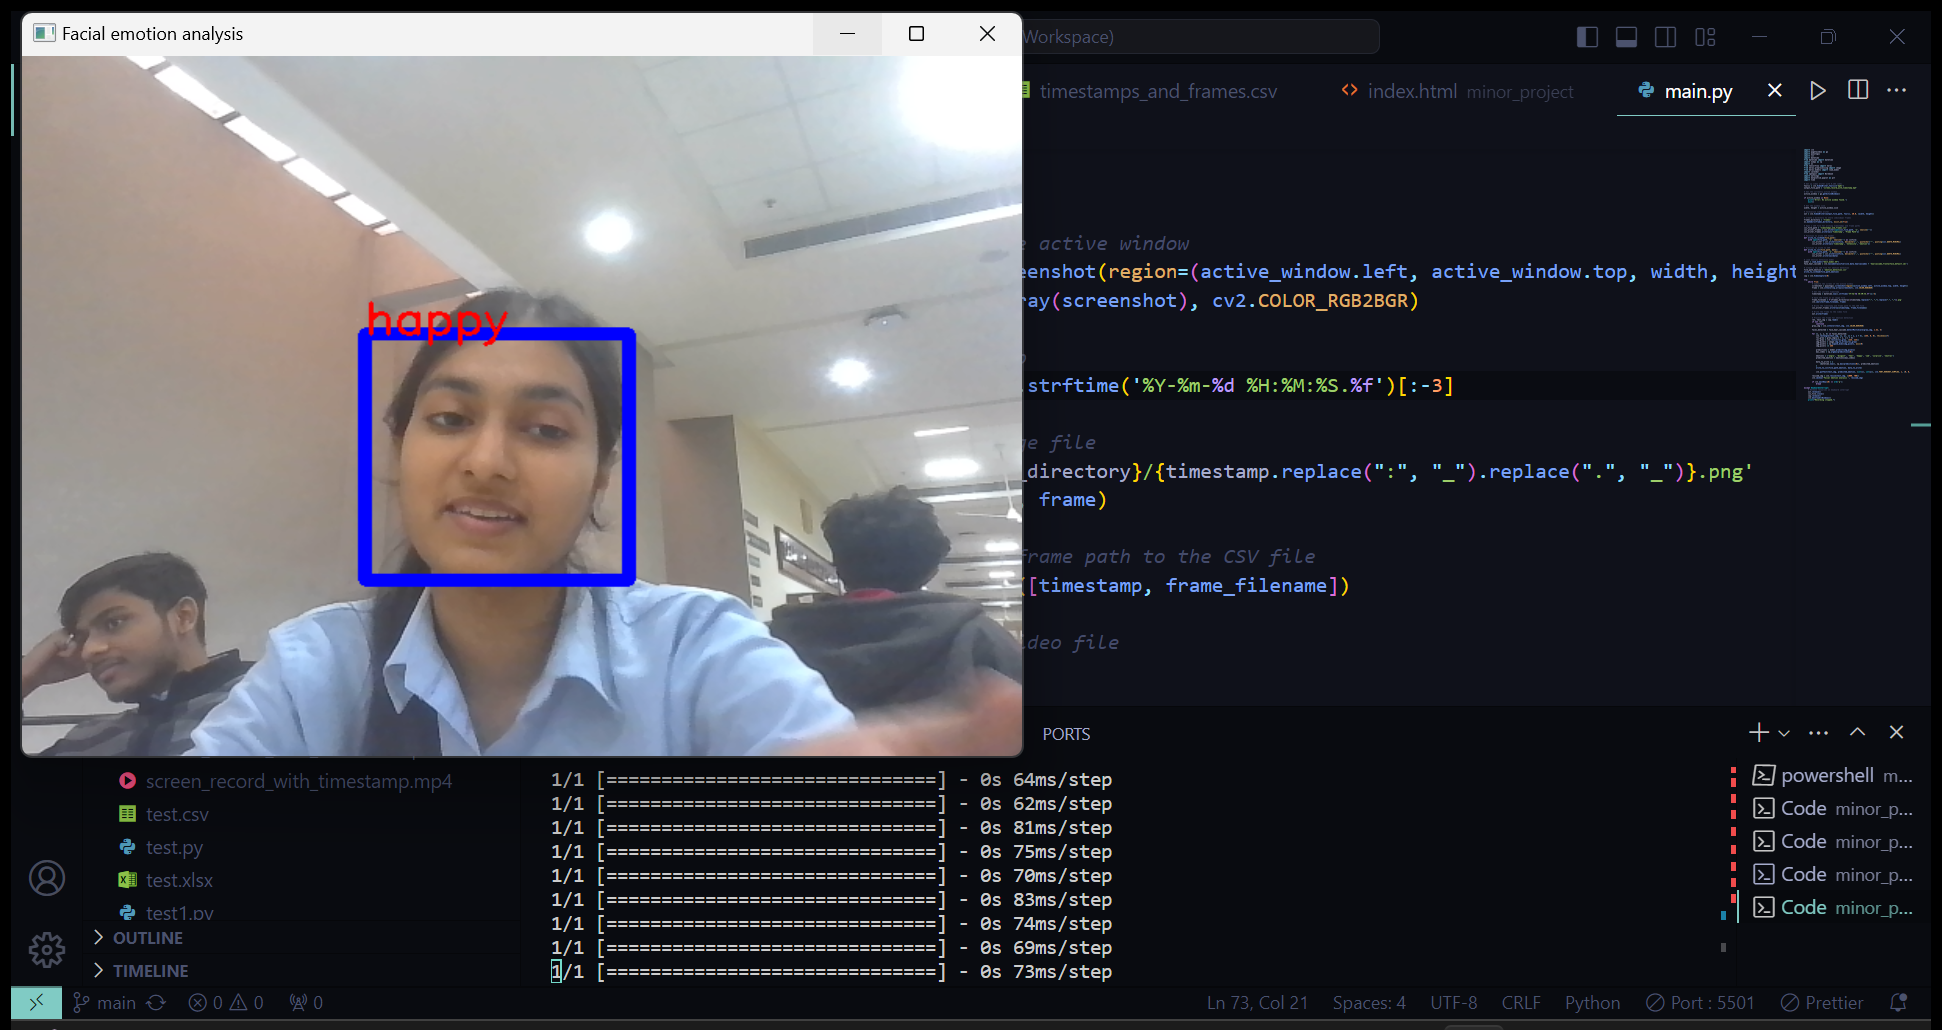 Facial emotion analysis
Workspace)
timestamps_and_frames.csv
index.html minor_project
main.py
happy
active window
eenshot(region=(active_window.left, active_window.top, width, height
ray(screenshot), cv2.COLOR_RGB2BGR)
.strftime('%Y-%m-%d %H:%M:%S.%f')[:-3]
ge file
_directory}/{timestamp.replace(":", "_").replace(".", "_")}.png'
frame)
frame path to the CSV file
([timestamp, frame_filename])
ideo file
PORTS
screen_record_with_timestamp.mp4
test.csv
test.py
test.xlsx
test1.py
OUTLINE
TIMELINE
1/1 [==============================] - 0s 64ms/step
1/1 [==============================] - 0s 62ms/step
1/1 [==============================] - 0s 81ms/step
1/1 [==============================] - 0s 75ms/step
1/1 [==============================] - 0s 70ms/step
1/1 [==============================] - 0s 83ms/step
1/1 [==============================] - 0s 74ms/step
1/1 [==============================] - 0s 69ms/step
1/1 [==============================] - 0s 73ms/step
powershell m...
Code minor_p...
Code minor_p...
Code minor_p...
Code minor_p...
main
0 0
0
Ln 73, Col 21
Spaces: 4
UTF-8
CRLF
Python
Port : 5501
Prettier